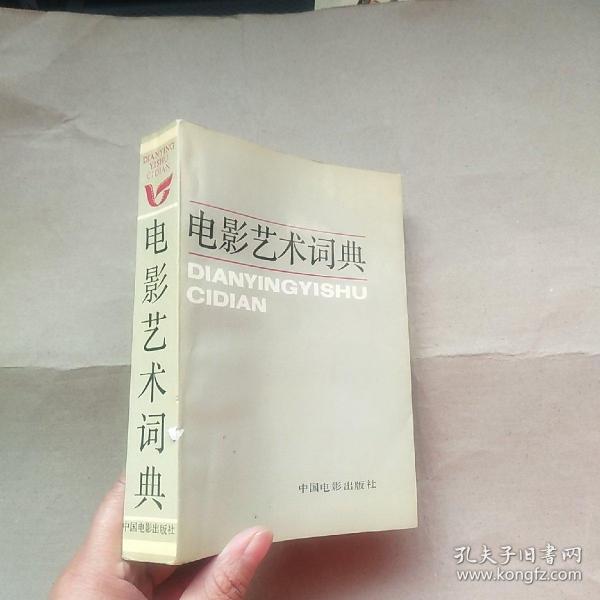 DIANYING
YISHU
CIDIAN
电影艺术词典
中国电影出版社
电影艺术词典
DIANYINGYISHU
CIDIAN
中国电影出版社
孔夫子旧书网
www.kongfz.com